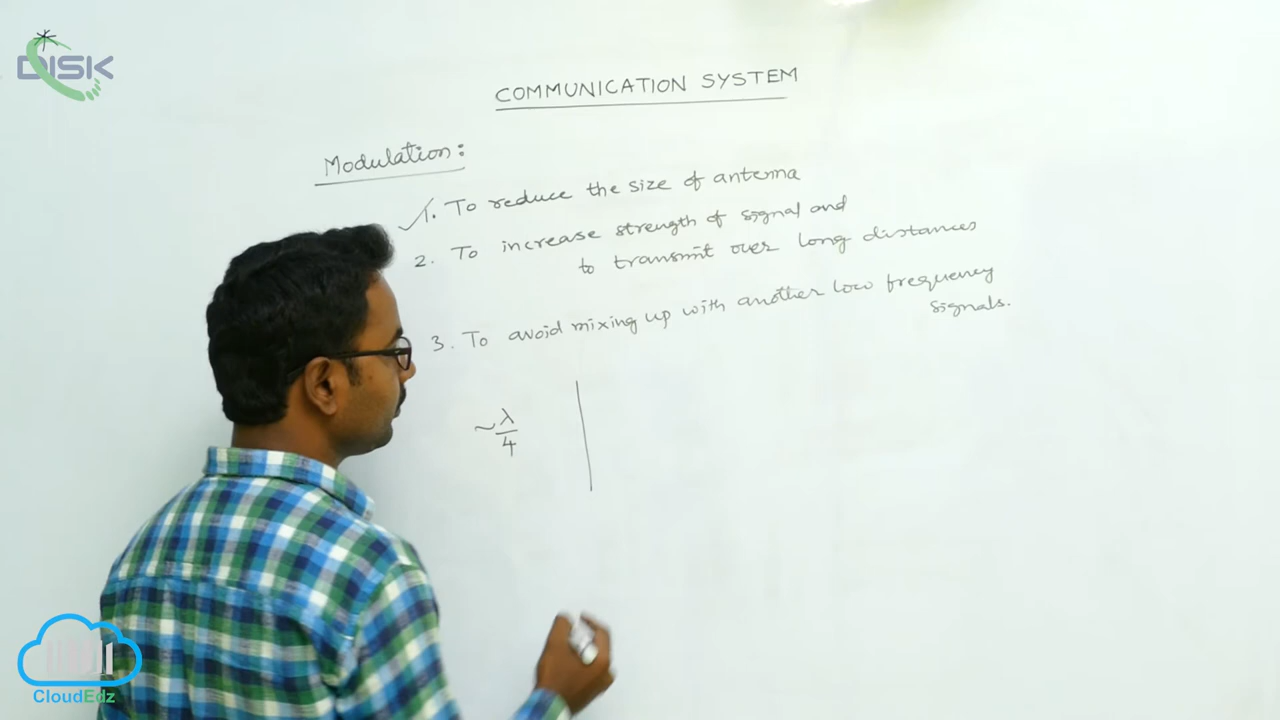 DISK
COMMUNICATION SYSTEM
Modulation:
1. To reduce the size of antenna
2. To increase strength of signal and
to transmit over long distances
3. To avoid mixing up with another low frequency
signals.
~λ/4
CloudEdz